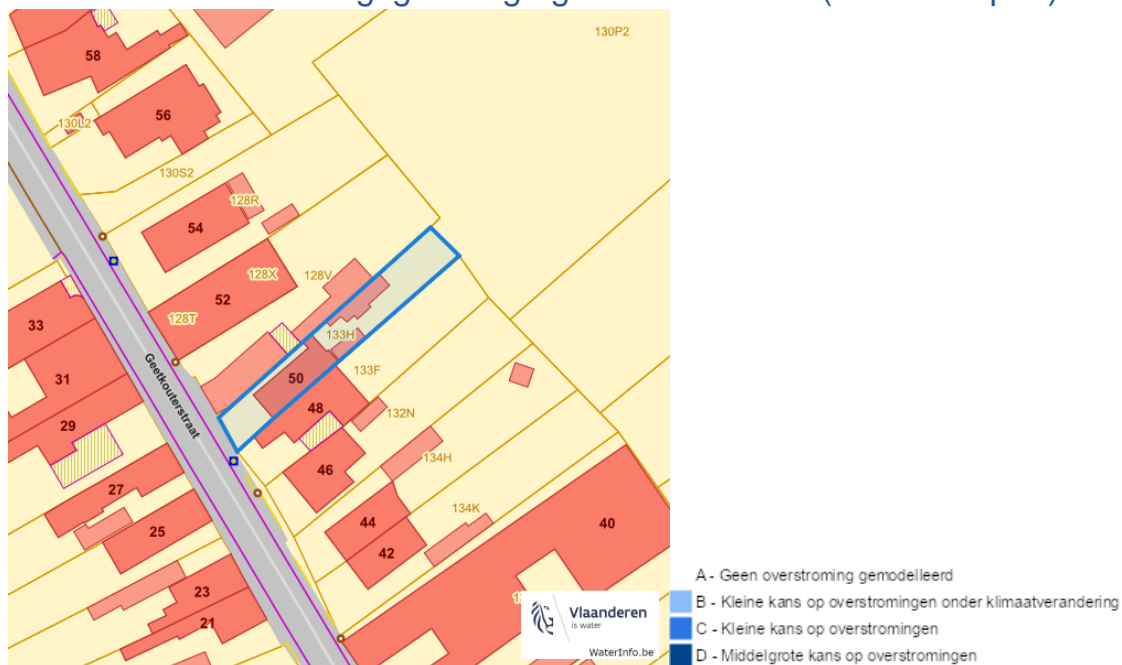 130P2
58
56
130L2
130S2
128R
54
128X
128V
52
128T
33
133H
31
50
133F
Geetkouterstraat
48
132N
29
46
134H
27
134K
44
40
25
42
23
21
Vlaanderen
is water
WaterInfo.be
A - Geen overstroming gemodelleerd
B - Kleine kans op overstromingen onder klimaatverandering
C - Kleine kans op overstromingen
D - Middelgrote kans op overstromingen